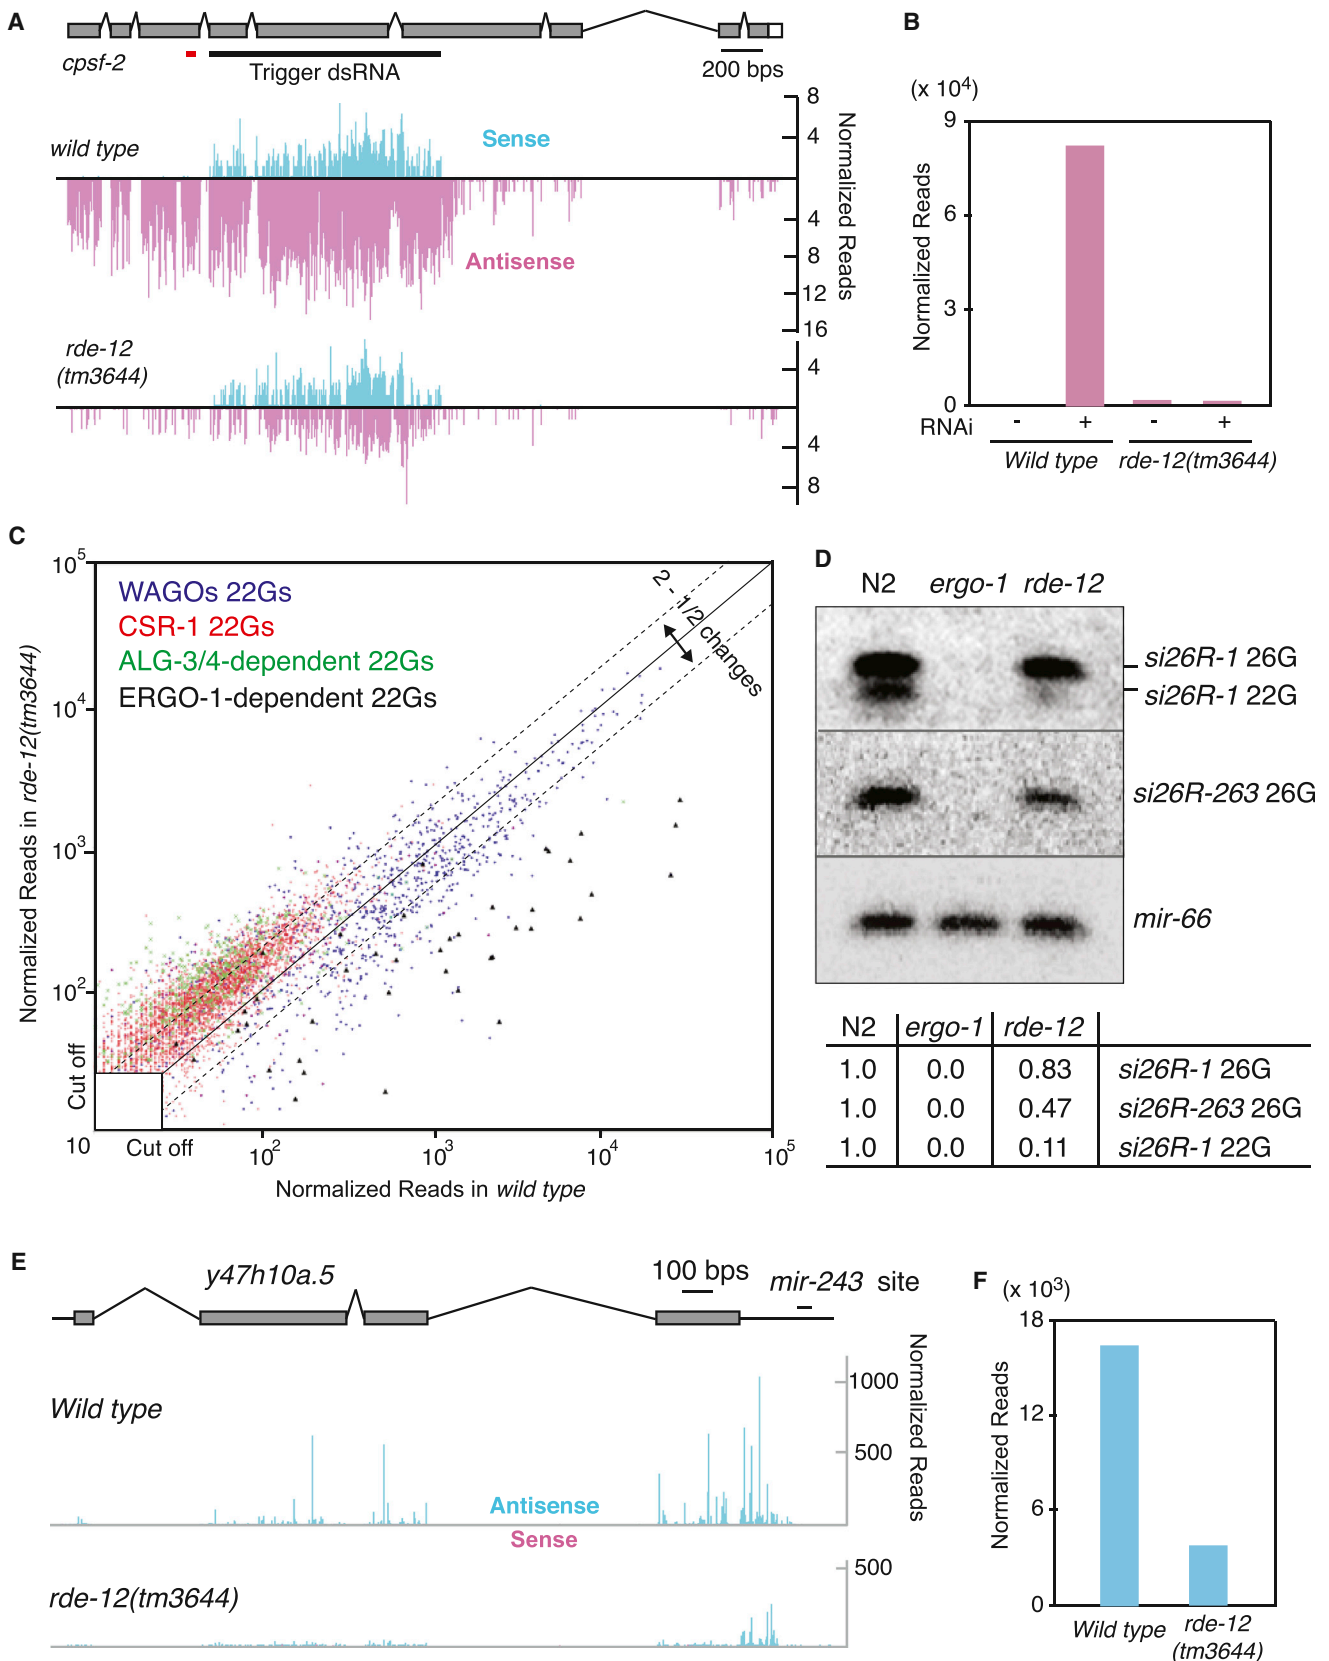 A
cpsf-2
Trigger dsRNA
200 bps
wild type
Sense
Antisense
8
4
4
8
12
16
Normalized Reads
rde-12
(tm3644)
4
4
8
B
(x 10⁴)
9
6
3
0
Normalized Reads
RNAi - + - +
Wild type rde-12(tm3644)
C
WAGOs 22Gs
CSR-1 22Gs
ALG-3/4-dependent 22Gs
ERGO-1-dependent 22Gs
2 - 1/2 changes
Normalized Reads in rde-12(tm3644)
10⁵
10⁴
10³
10²
Cut off
10 Cut off 10² 10³ 10⁴ 10⁵
Normalized Reads in wild type
D
N2 ergo-1 rde-12
si26R-1 26G
si26R-1 22G
si26R-263 26G
mir-66
N2 ergo-1 rde-12
1.0 0.0 0.83 si26R-1 26G
1.0 0.0 0.47 si26R-263 26G
1.0 0.0 0.11 si26R-1 22G
E
y47h10a.5
100 bps
mir-243 site
Wild type
1000
500
Normalized Reads
Antisense
Sense
rde-12(tm3644)
500
F
(x 10³)
18
12
6
0
Normalized Reads
Wild type rde-12
(tm3644)